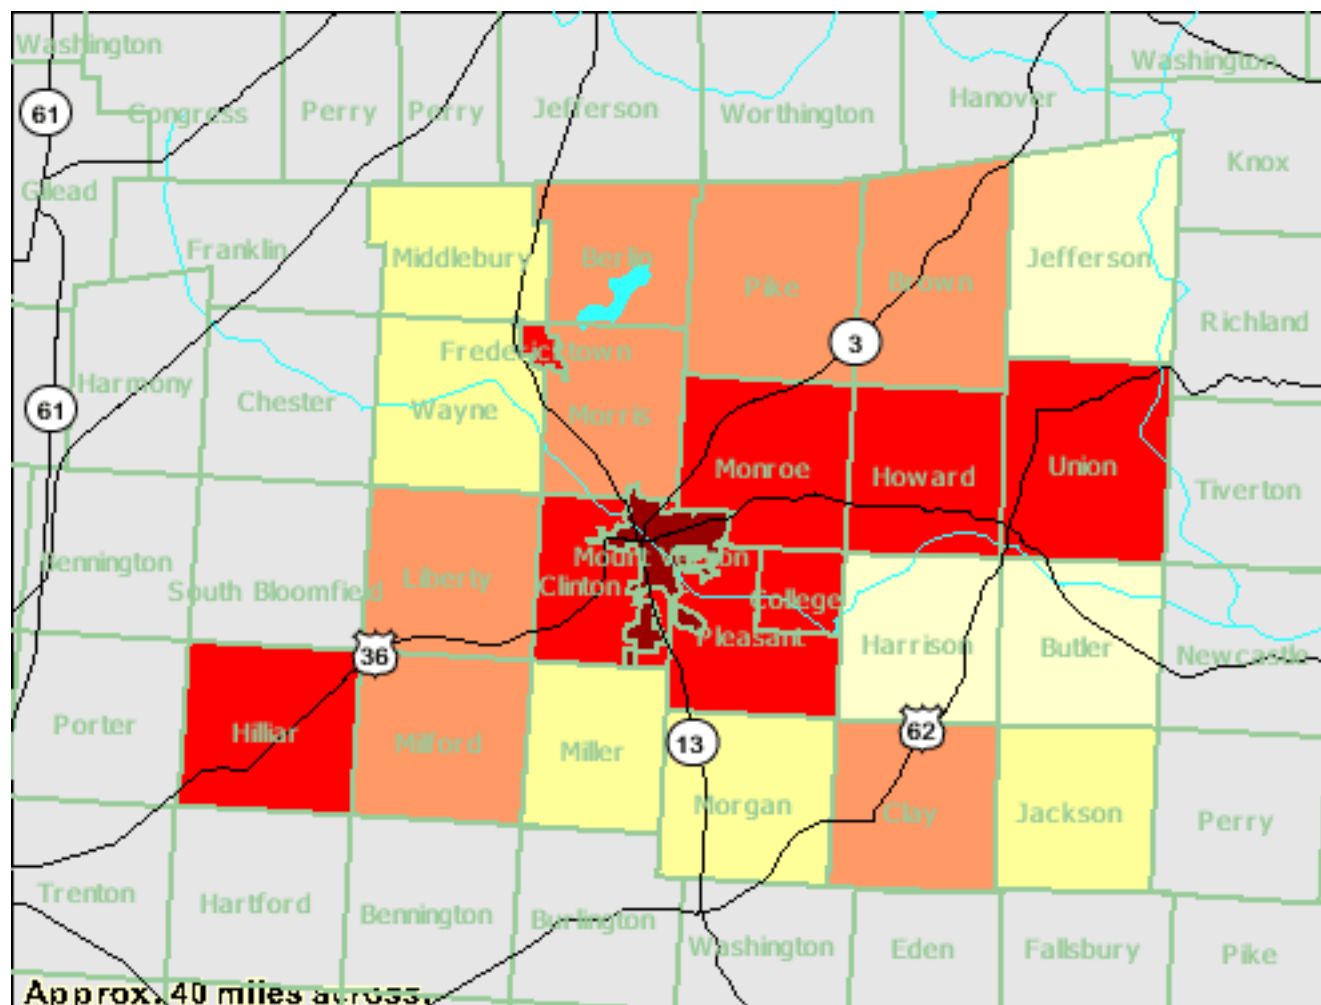 Washington
Washington
Congress
Perry
Perry
Jefferson
Worthington
Hanover
61
Knox
Gilead
Franklin
Middlebury
Berlin
Pike
Brown
Jefferson
Richland
Fredericktown
3
Harmony
Chester
Wayne
Morris
61
Monroe
Howard
Union
Tiverton
Bennington
South Bloomfield
Liberty
Clinton
Mount Vernon
College
Pleasant
Harrison
Butler
Newcastle
36
Porter
Hilliar
Milford
Miller
13
62
Morgan
Clay
Jackson
Perry
Trenton
Hartford
Bennington
Burlington
Washington
Eden
Fallsbury
Pike
Approx. 40 miles across.